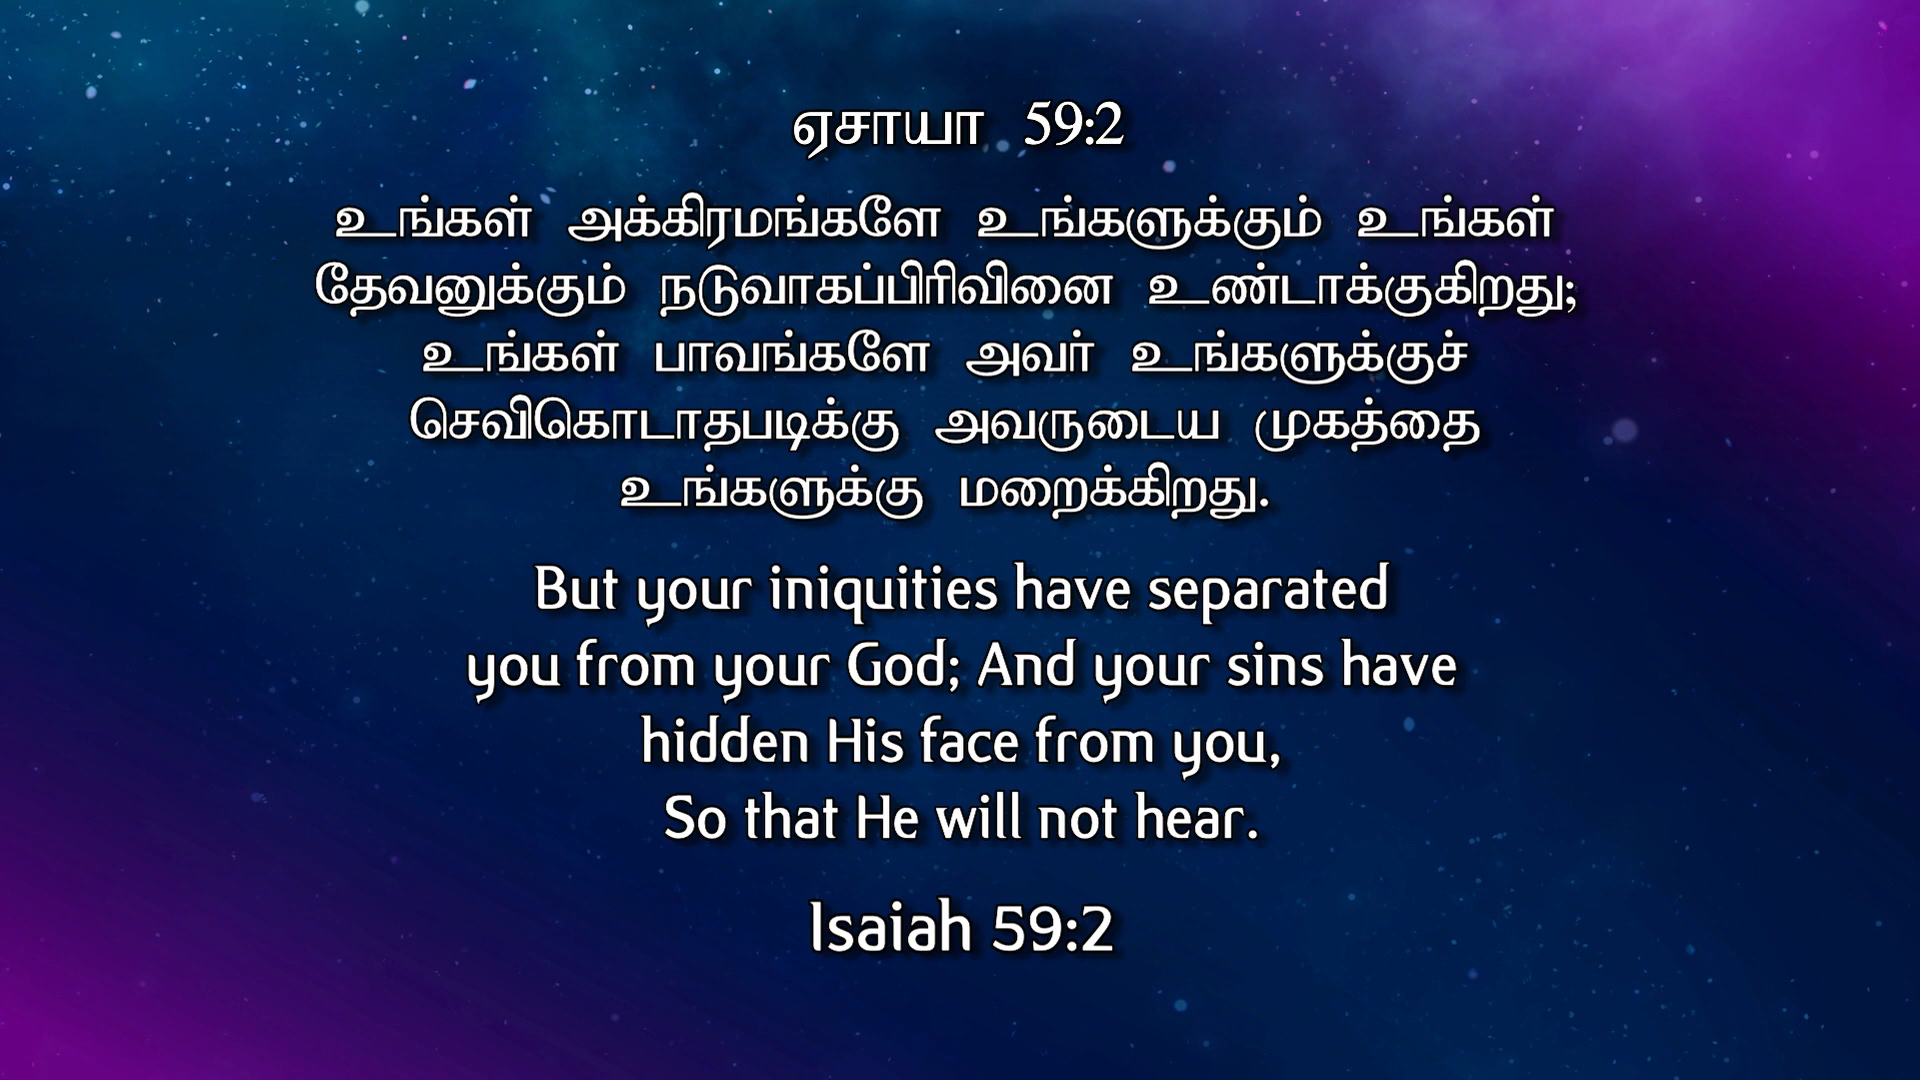 ஏசாயா 59:2
உங்கள் அக்கிரமங்களே உங்களுக்கும் உங்கள்
தேவனுக்கும் நடுவாகப்பிரிவினை உண்டாக்குகிறது;
உங்கள் பாவங்களே அவர் உங்களுக்குச்
செவிகொடாதபடிக்கு அவருடைய முகத்தை
உங்களுக்கு மறைக்கிறது.
But your iniquities have separated
you from your God; And your sins have
hidden His face from you,
So that He will not hear.
Isaiah 59:2